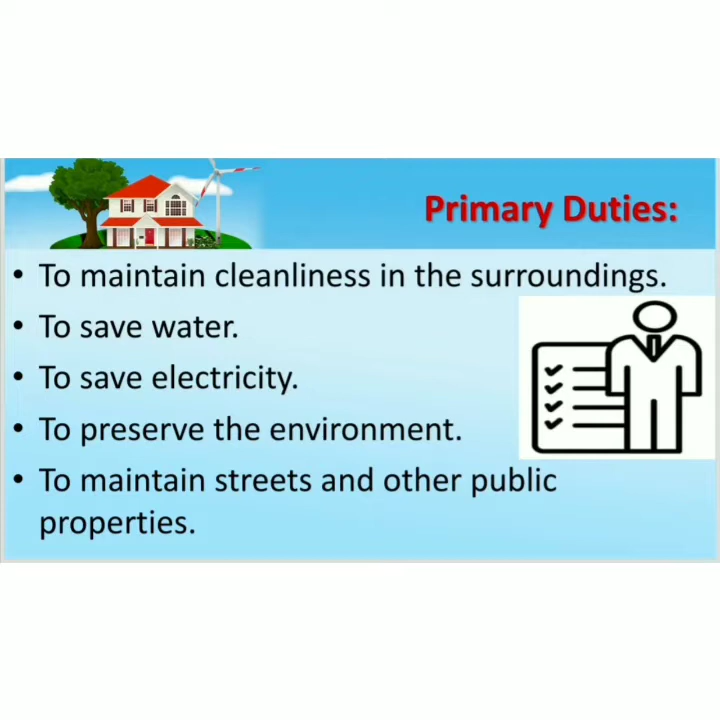 Primary Duties:
• To maintain cleanliness in the surroundings.
• To save water.
• To save electricity.
• To preserve the environment.
• To maintain streets and other public
properties.